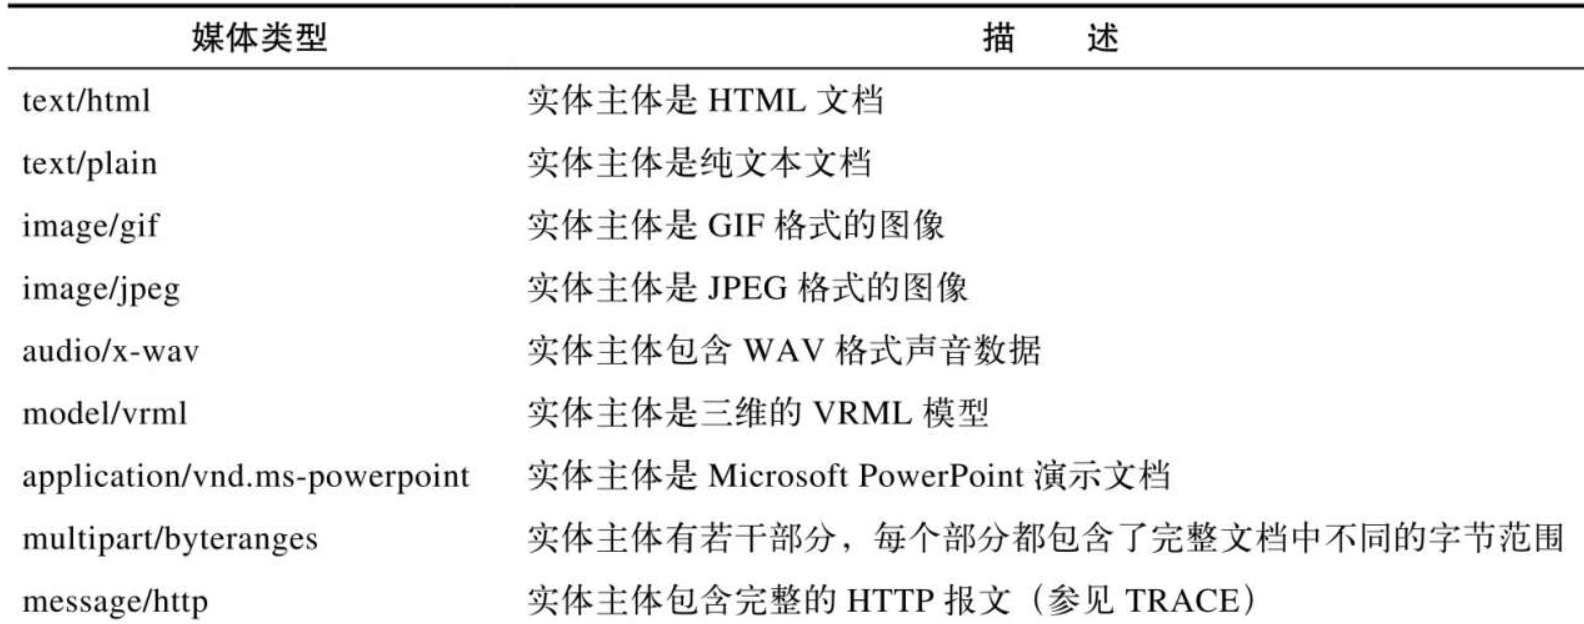 媒体类型 描 述
text/html 实体主体是 HTML 文档
text/plain 实体主体是纯文本文档
image/gif 实体主体是 GIF 格式的图像
image/jpeg 实体主体是 JPEG 格式的图像
audio/x-wav 实体主体包含 WAV 格式声音数据
model/vrml 实体主体是三维的 VRML 模型
application/vnd.ms-powerpoint 实体主体是 Microsoft PowerPoint 演示文档
multipart/byteranges 实体主体有若干部分，每个部分都包含了完整文档中不同的字节范围
message/http 实体主体包含完整的 HTTP 报文（参见 TRACE）